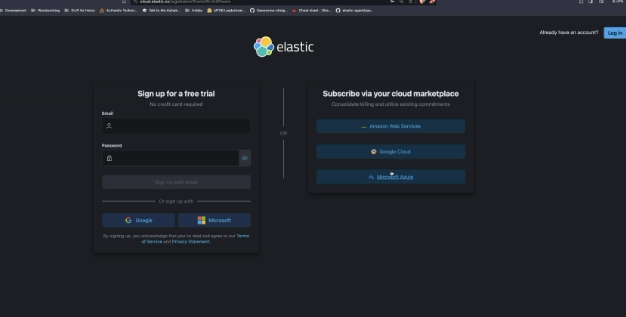 Already have an account?
Log in
elastic
Sign up for a free trial
No credit card required
Email
Password
Sign up with email
Or sign up with
Google
Microsoft
By signing up, you acknowledge that you've read and agree to our Terms
of Service and Privacy Statement.
OR
Subscribe via your cloud marketplace
Consolidate billing and utilize existing commitments
Amazon Web Services
Google Cloud
Microsoft Azure